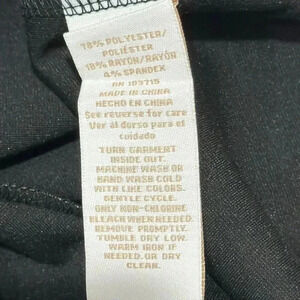 78% POLYESTER/
POLIÉSTER
18% RAYON/RAYÓN
4% SPANDEX
RN 103715
MADE IN CHINA
HECHO EN CHINA
See reverse for care
Ver al dorso para el
cuidado
TURN GARMENT
INSIDE OUT.
MACHINE WASH OR
HAND WASH COLD
WITH LIKE COLORS.
GENTLE CYCLE.
ONLY NON-CHLORINE
BLEACH WHEN NEEDED.
REMOVE PROMPTLY.
TUMBLE DRY LOW.
WARM IRON IF
NEEDED. OR DRY
CLEAN.